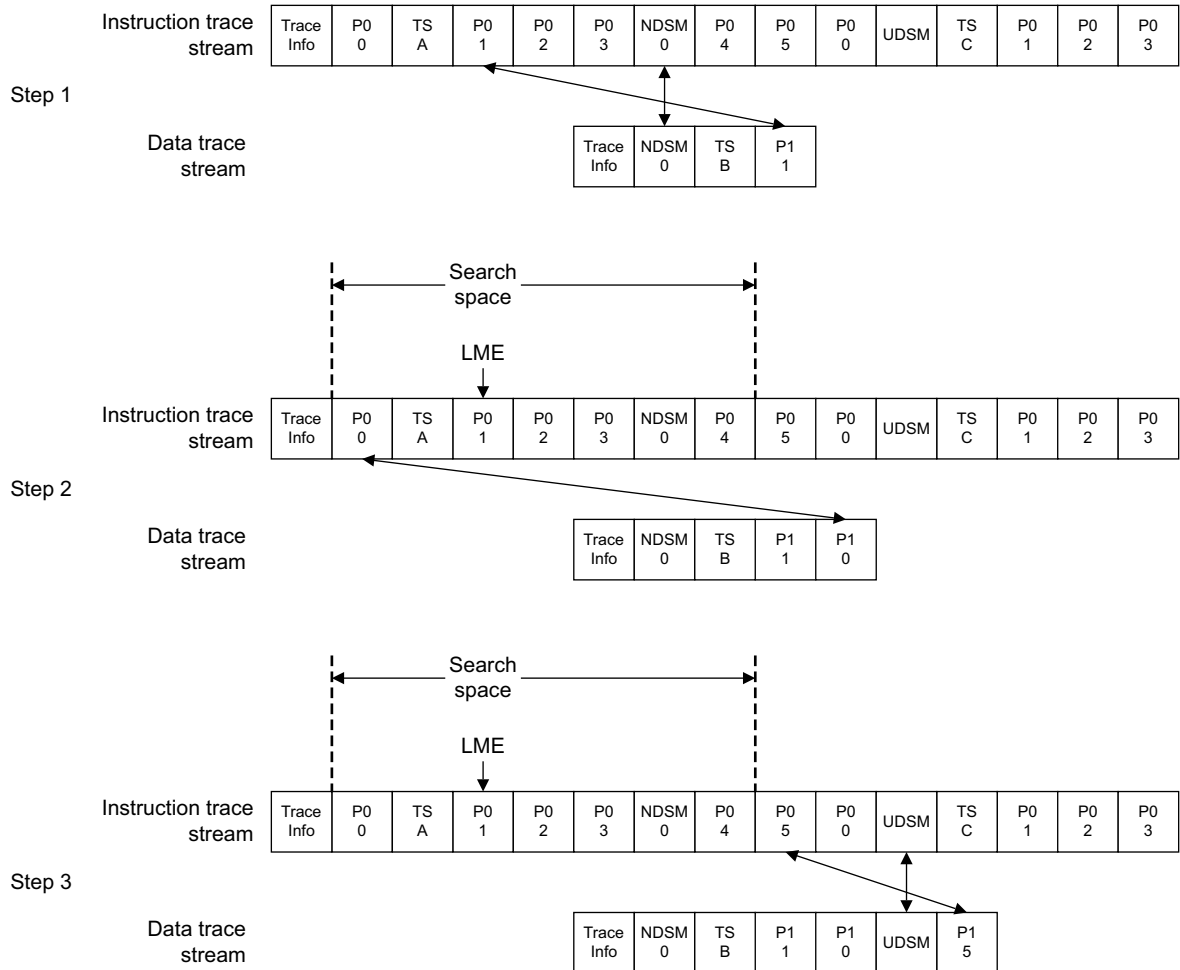 Instruction trace
stream
Trace
Info
P0
0
TS
A
P0
1
P0
2
P0
3
NDSM
0
P0
4
P0
5
P0
0
UDSM
TS
C
P0
1
P0
2
P0
3
Step 1
Data trace
stream
Trace
Info
NDSM
0
TS
B
P1
1
Search
space
LME
Instruction trace
stream
Trace
Info
P0
0
TS
A
P0
1
P0
2
P0
3
NDSM
0
P0
4
P0
5
P0
0
UDSM
TS
C
P0
1
P0
2
P0
3
Step 2
Data trace
stream
Trace
Info
NDSM
0
TS
B
P1
1
P1
0
Search
space
LME
Instruction trace
stream
Trace
Info
P0
0
TS
A
P0
1
P0
2
P0
3
NDSM
0
P0
4
P0
5
P0
0
UDSM
TS
C
P0
1
P0
2
P0
3
Step 3
Data trace
stream
Trace
Info
NDSM
0
TS
B
P1
1
P1
0
UDSM
P1
5